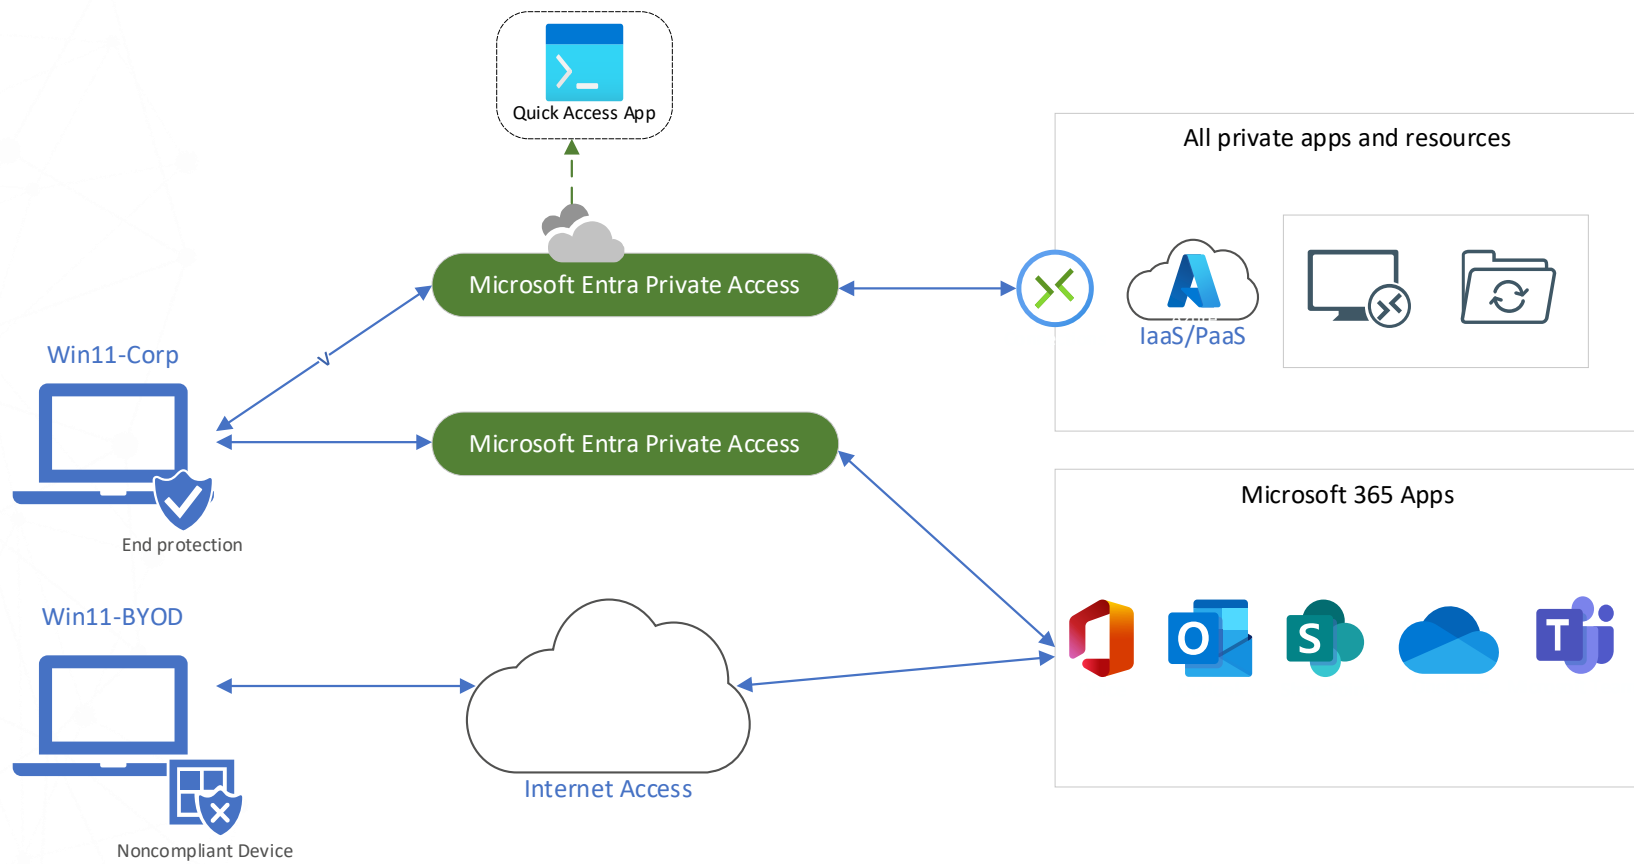 Quick Access App
All private apps and resources
Microsoft Entra Private Access
Azure
IaaS/PaaS
Win11-Corp
Microsoft Entra Private Access
End protection
Microsoft 365 Apps
O
S
T
Win11-BYOD
Internet Access
Noncompliant Device